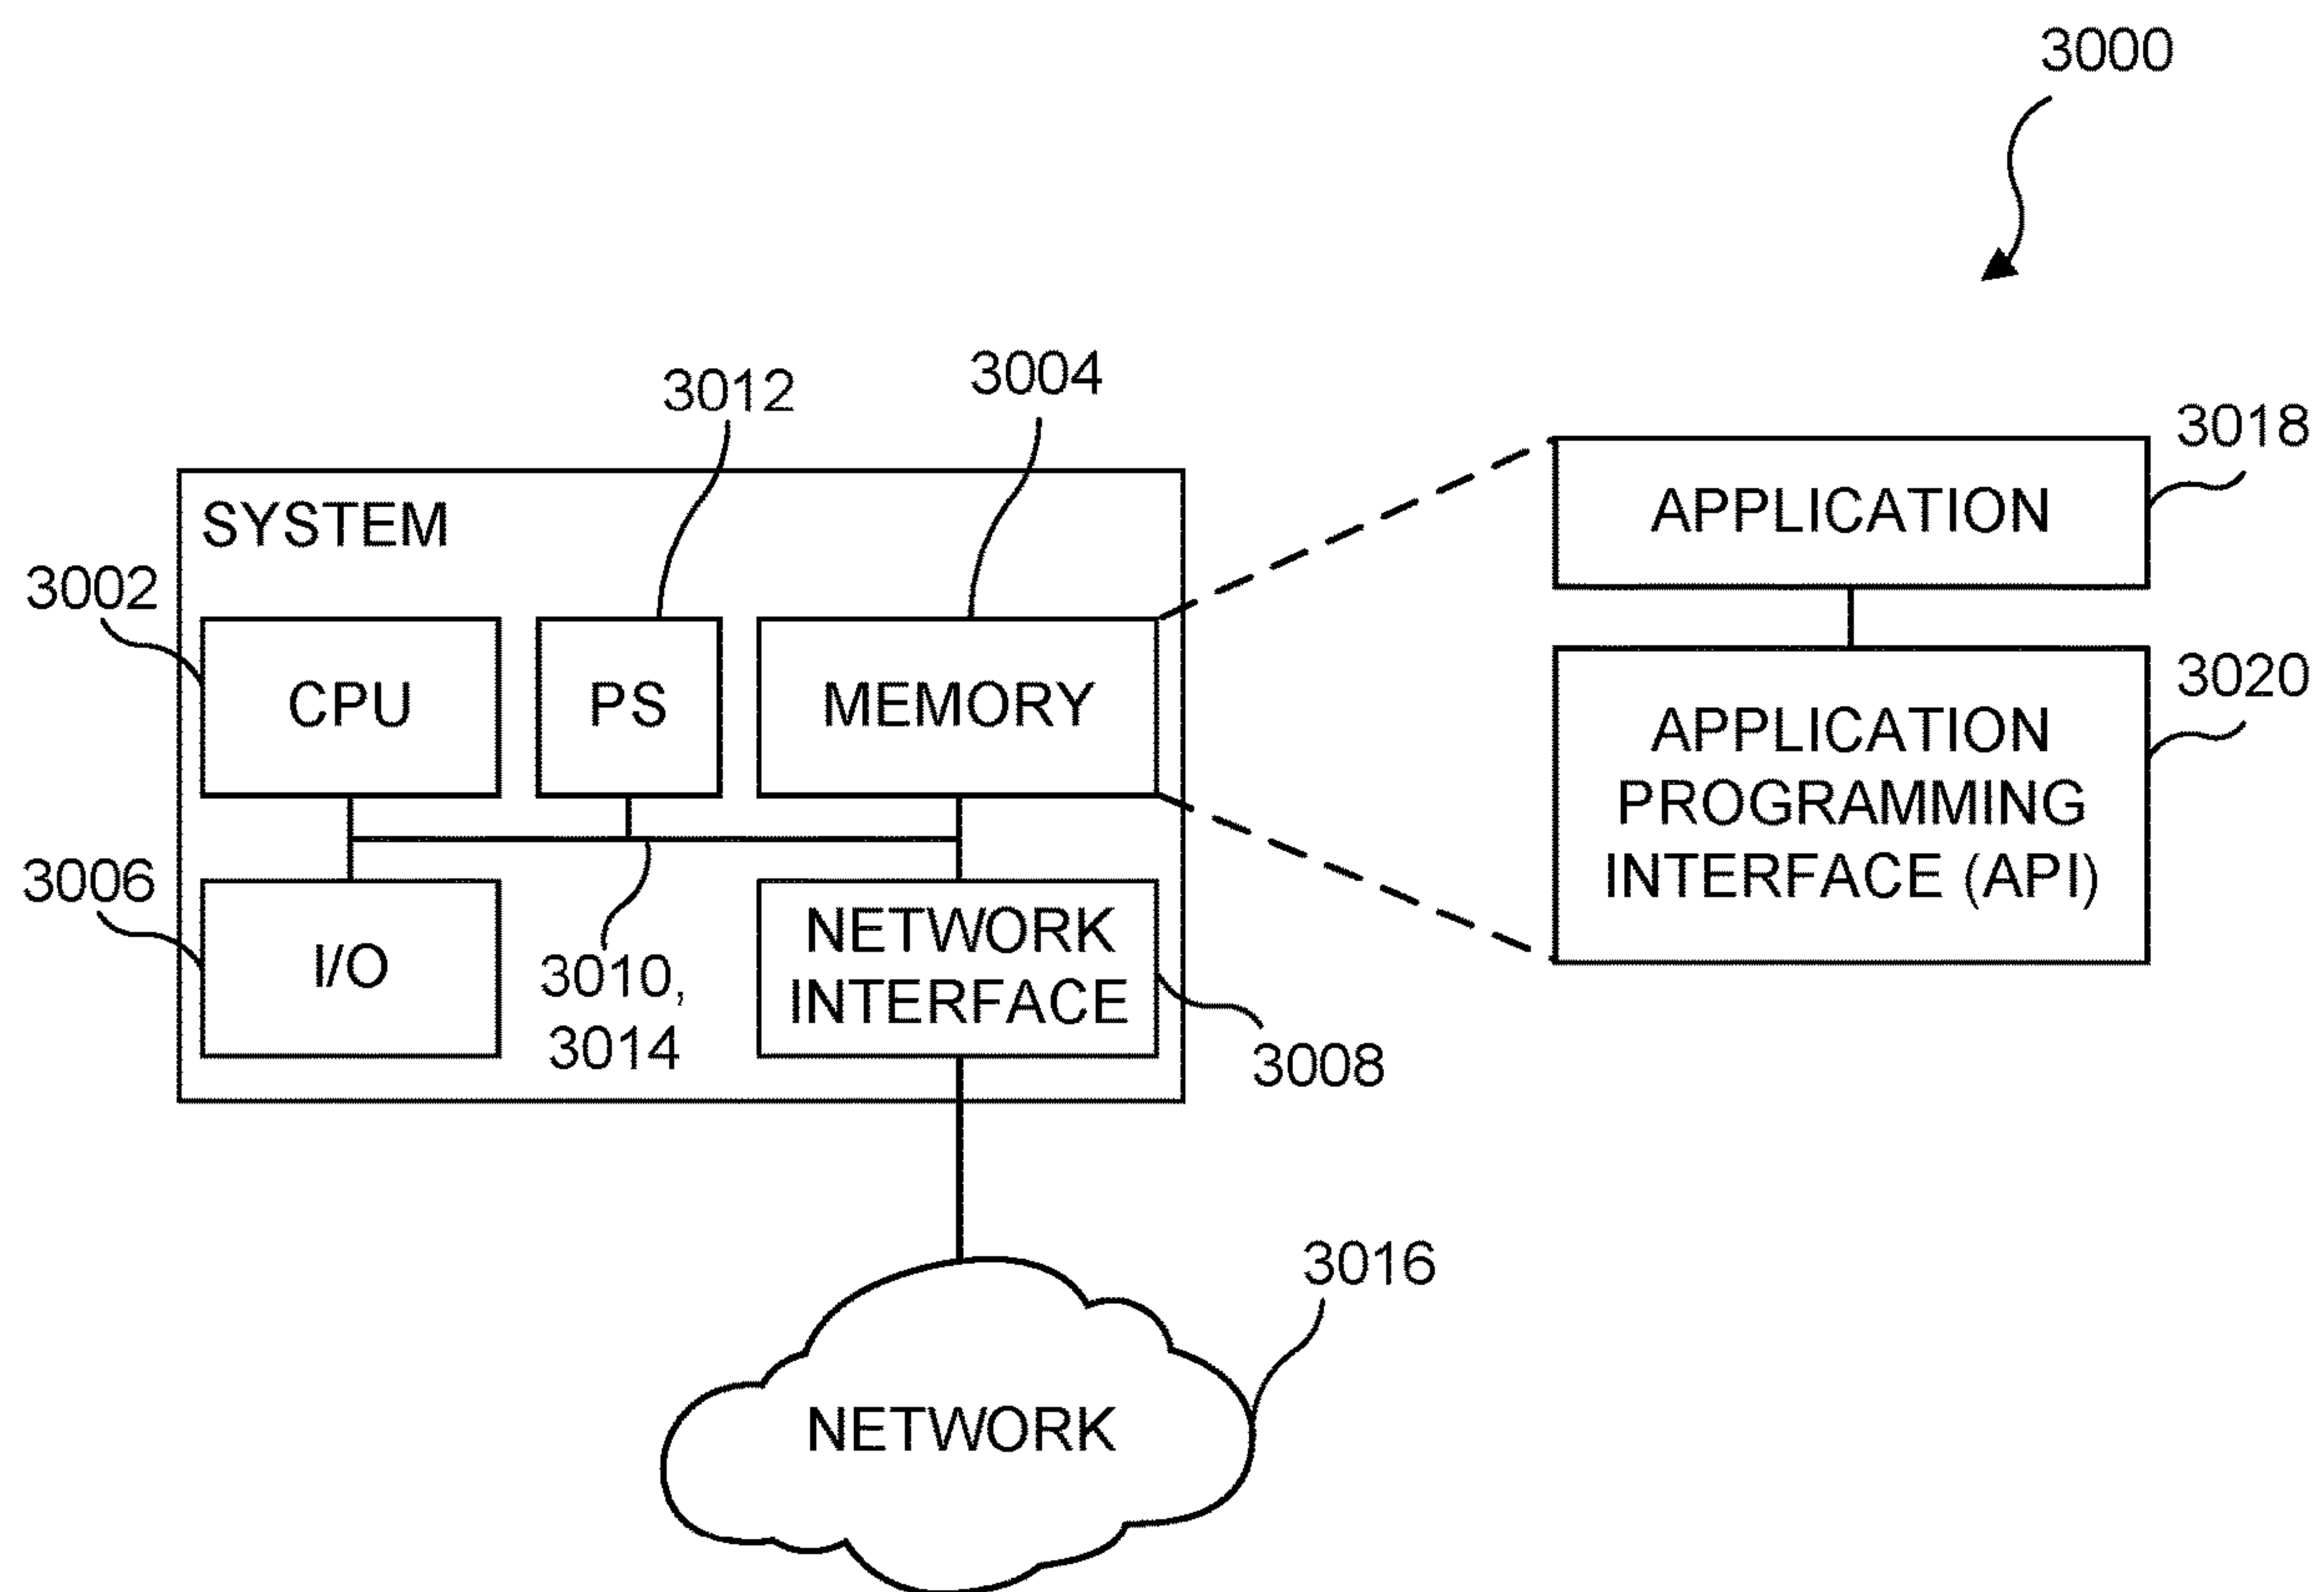 3000
3012
3004
3018
SYSTEM
APPLICATION
3002
CPU
PS
MEMORY
3020
APPLICATION
PROGRAMMING
INTERFACE (API)
3006
I/O
3010,
3014
NETWORK
INTERFACE
3008
3016
NETWORK